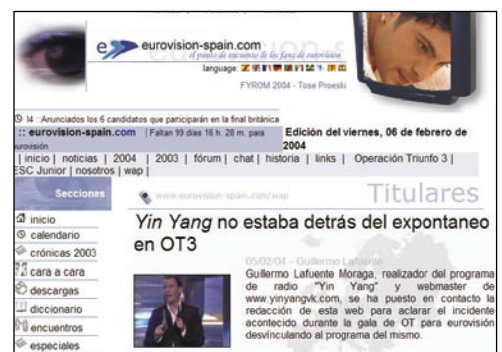 eurovision-spain.com
el punto de encuentro de los fans de eurovisión
language:
FYROM 2004 - Tose Proeski
14 ::Anunciados los 6 candidatos que participarán en la final británica
:: eurovision-spain.com | Faltan 99 días 16 h. 28 m. para
eurovisión
Edición del viernes, 06 de febrero de
2004
| inicio | noticias | 2004 | 2003 | fórum | chat | historia | links | Operación Triunfo 3 |
ESC Junior | nosotros | wap |
Secciones
inicio
calendario
crónicas 2003
cara a cara
descargas
diccionario
encuentros
especiales
www.eurovision-spain.com/wap
Titulares
Yin Yang no estaba detrás del expontaneo
en OT3
05/02/04 - Guillermo Lafuente
Guillermo Lafuente Moraga, realizador del programa
de radio "Yin Yang" y webmaster de
www.yinyangvk.com, se ha puesto en contacto la
redacción de esta web para aclarar el incidente
acontecido durante la gala de OT para eurovisión
desvínculando al programa del mismo.